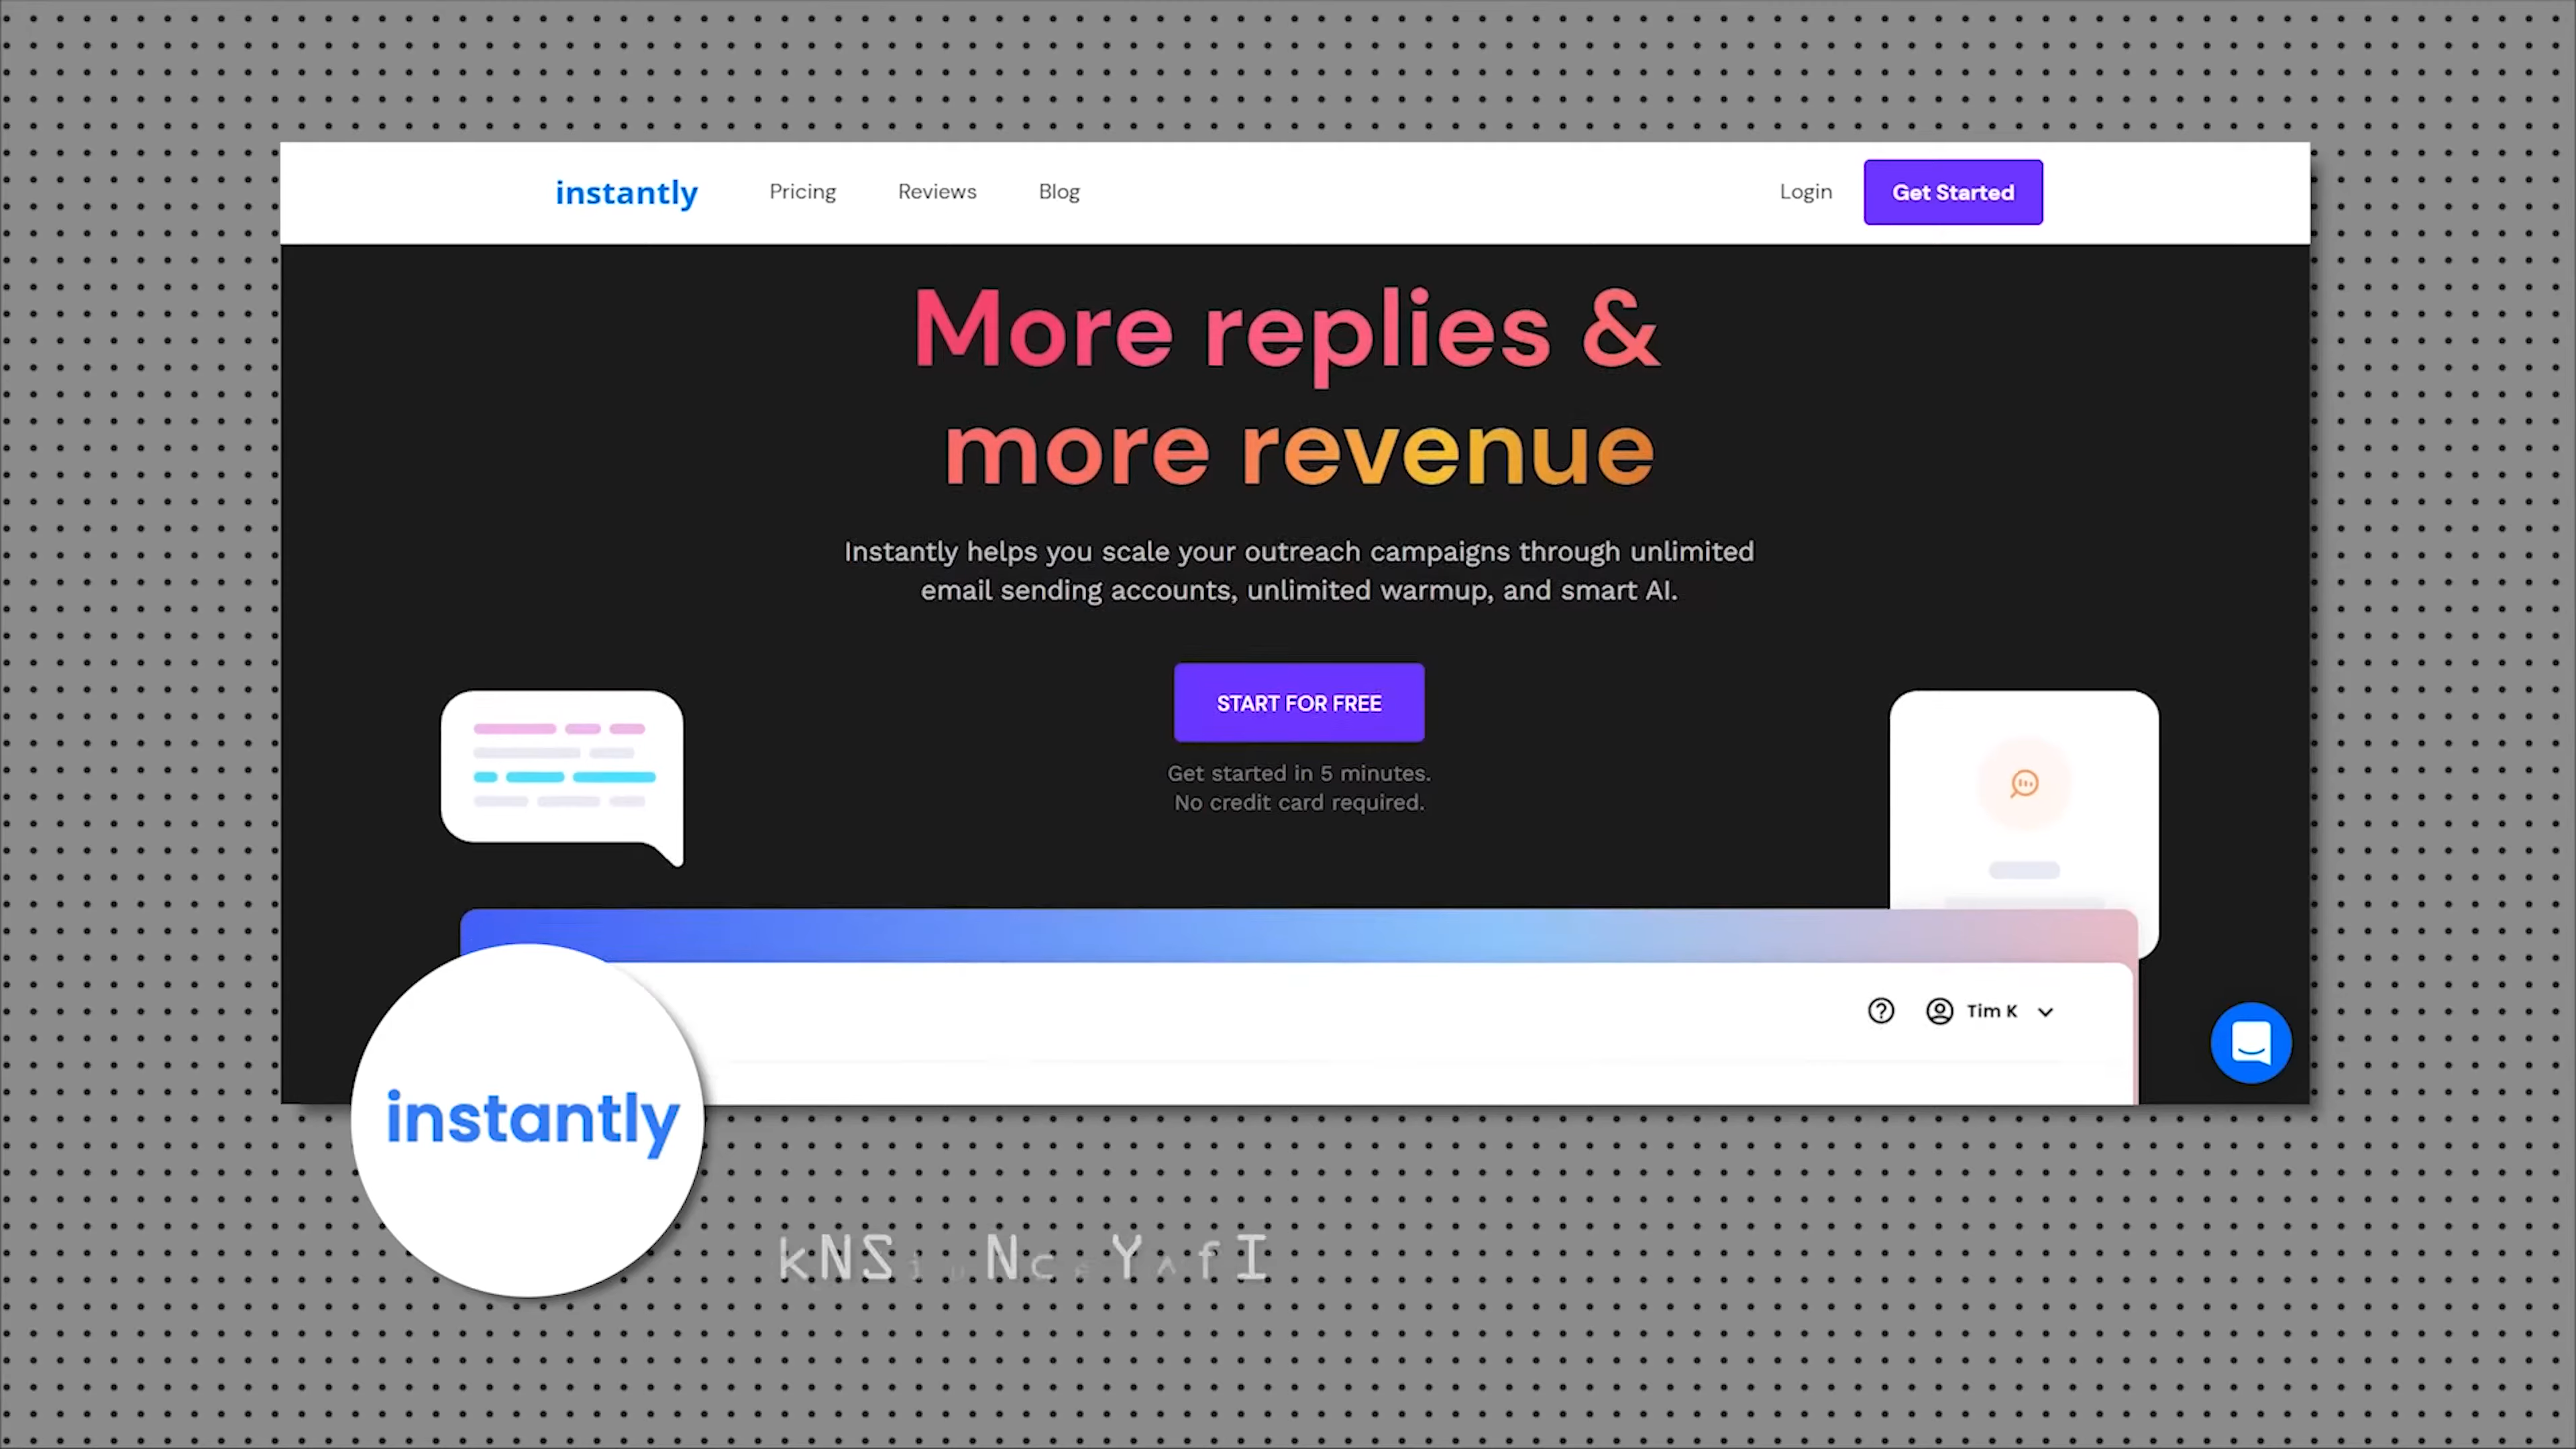 instantly
Pricing
Reviews
Blog
Login
Get Started
More replies &
more revenue
Instantly helps you scale your outreach campaigns through unlimited
email sending accounts, unlimited warmup, and smart AI.
START FOR FREE
Get started in 5 minutes.
No credit card required.
Tim K
instantly